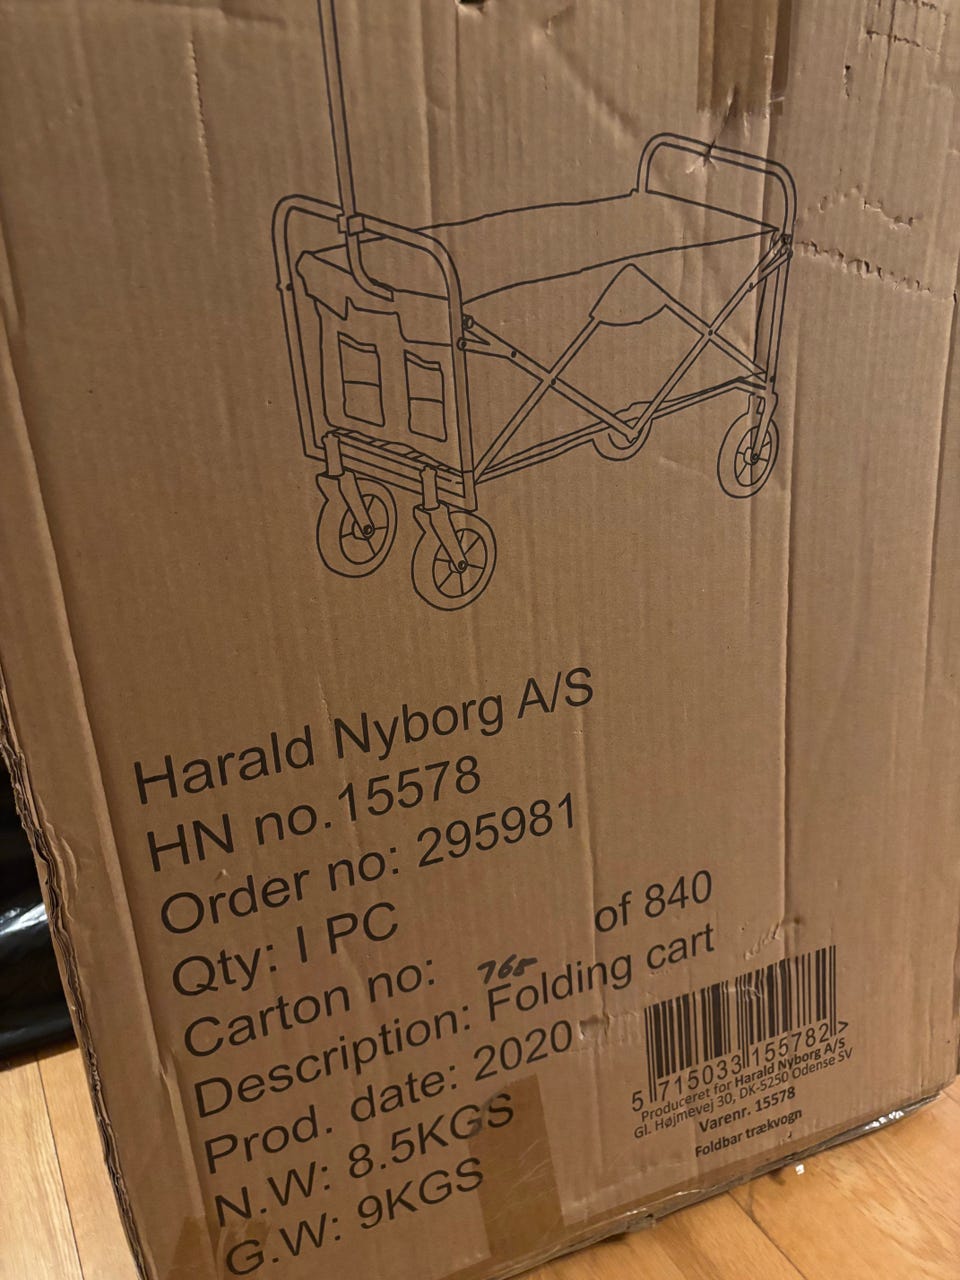 Harald Nyborg A/S
HN no. 15578
Order no: 295981
Qty: 1 PC
Carton no: 765 of 840
Description: Folding cart
Prod. date: 2020
N.W: 8.5KGS
G.W: 9KGS
5 715033 155782 >
Produceret for Harald Nyborg A/S
Gl. Højmevej 30, DK-5250 Odense SV
Varenr. 15578
Foldbar trækvogn